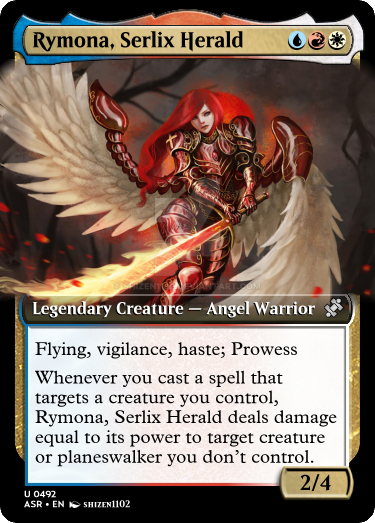 Rymona, Serlix Herald
Legendary Creature — Angel Warrior
Flying, vigilance, haste; Prowess
Whenever you cast a spell that
targets a creature you control,
Rymona, Serlix Herald deals damage
equal to its power to target creature
or planeswalker you don't control.
2/4
U 0492
ASR • EN SHIZEN1102